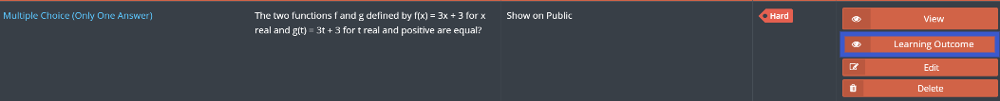 Multiple Choice (Only One Answer)
The two functions f and g defined by f(x) = 3x + 3 for x
real and g(t) = 3t + 3 for t real and positive are equal?
Show on Public
Hard
View
Learning Outcome
Edit
Delete